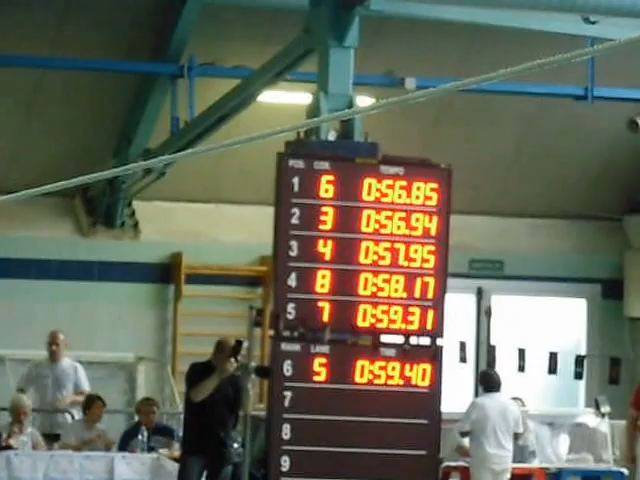 POS. COR. TEMPO
1 6 0:56.85
2 3 0:56.94
3 4 0:57.95
4 8 0:58.17
5 7 0:59.31
RANK LANE TIME
6 5 0:59.40
7
8
9